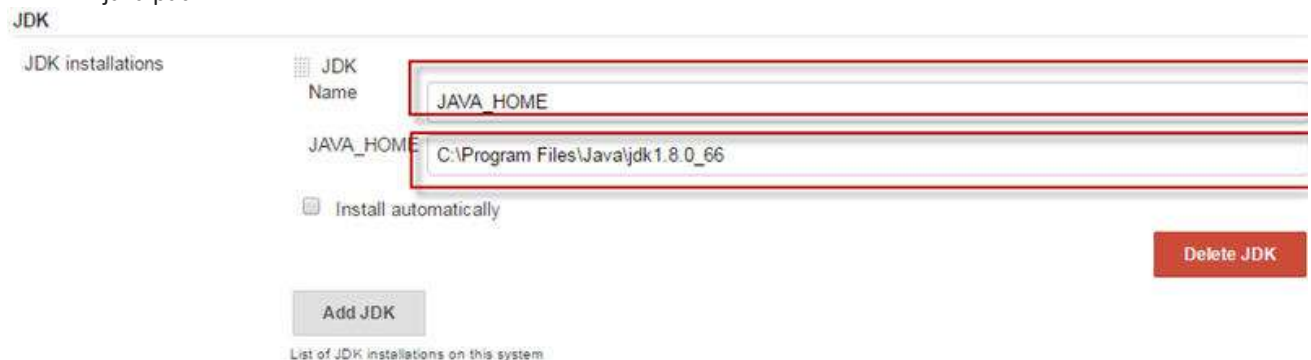 JDK
JDK installations
JDK
Name
JAVA_HOME
JAVA_HOME
C:\Program Files\Java\jdk1.8.0_66
Install automatically
Delete JDK
Add JDK
List of JDK installations on this system